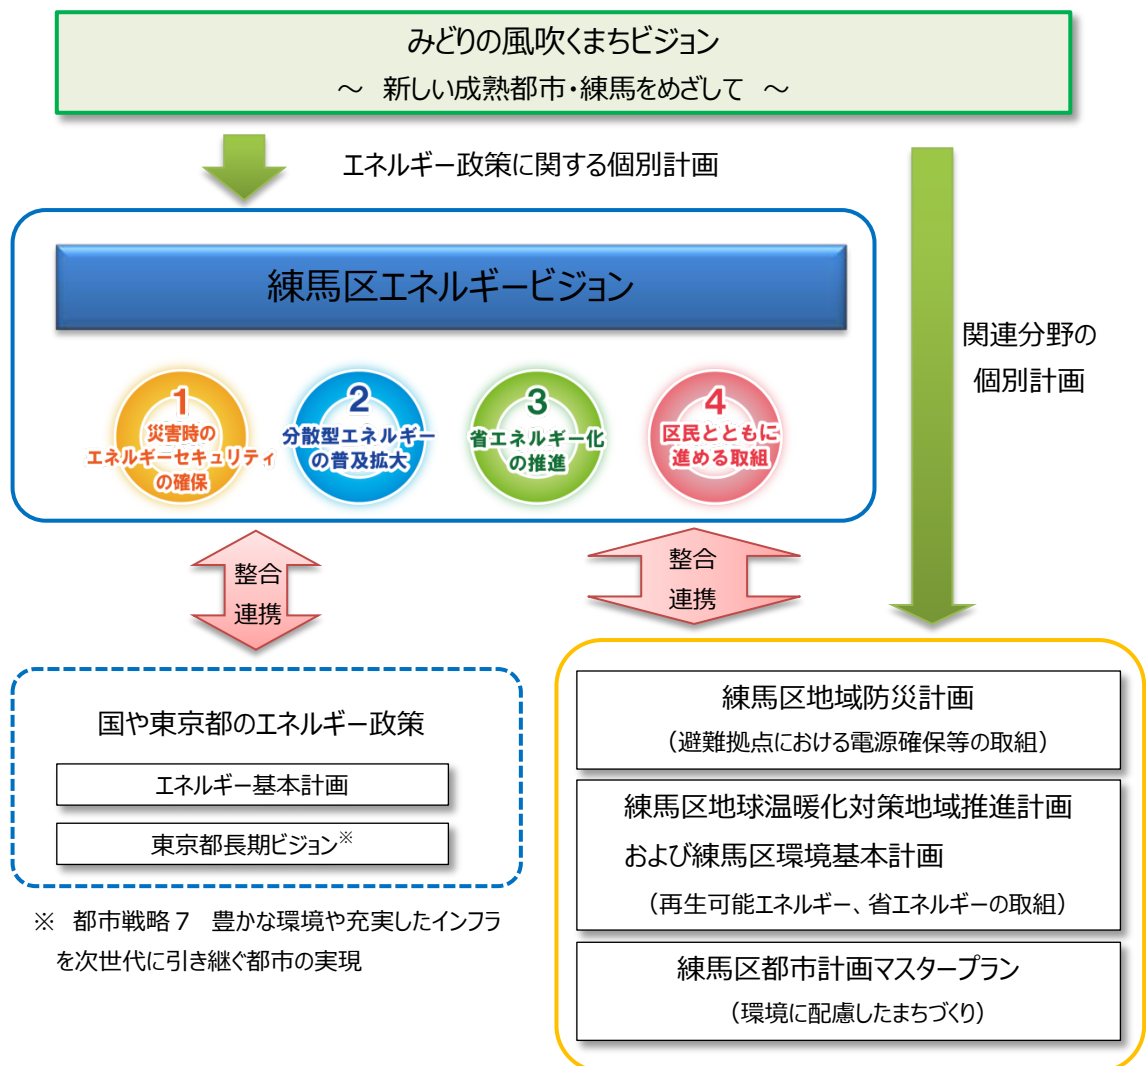 みどりの風吹くまちビジョン
～ 新しい成熟都市・練馬をめざして ～
エネルギー政策に関する個別計画
練馬区エネルギービジョン
1
災害時の
エネルギーセキュリティ
の確保
2
分散型エネルギー
の普及拡大
3
省エネルギー化
の推進
4
区民とともに
進める取組
関連分野の
個別計画
整合
連携
整合
連携
国や東京都のエネルギー政策
エネルギー基本計画
東京都長期ビジョン※
※ 都市戦略７ 豊かな環境や充実したインフラ
を次世代に引き継ぐ都市の実現
練馬区地域防災計画
（避難拠点における電源確保等の取組）
練馬区地球温暖化対策地域推進計画
および練馬区環境基本計画
（再生可能エネルギー、省エネルギーの取組）
練馬区都市計画マスタープラン
（環境に配慮したまちづくり）